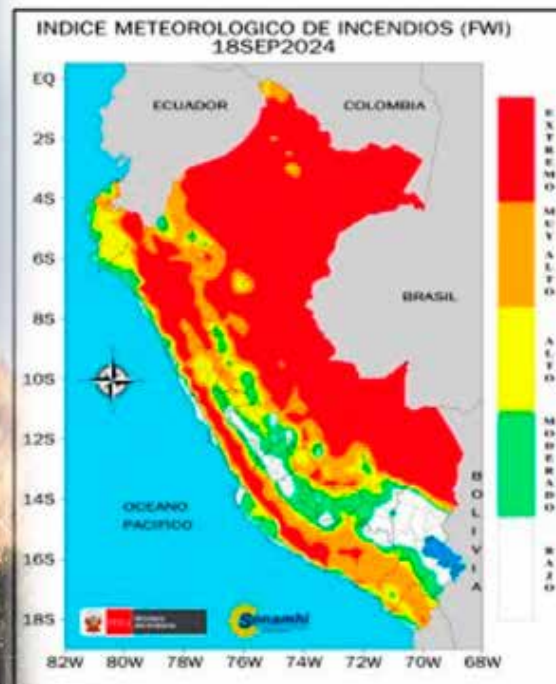 INDICE METEOROLOGICO DE INCENDIOS (FWI)
18SEP2024
EQ
2S
4S
6S
8S
10S
12S
14S
16S
18S
ECUADOR
COLOMBIA
BRASIL
BOLIVIA
OCEANO
PACIFICO
Senamhi
82W 80W 78W 76W 74W 72W 70W 68W
EXTREMO
MUY ALTO
ALTO
MODERADO
BAJO